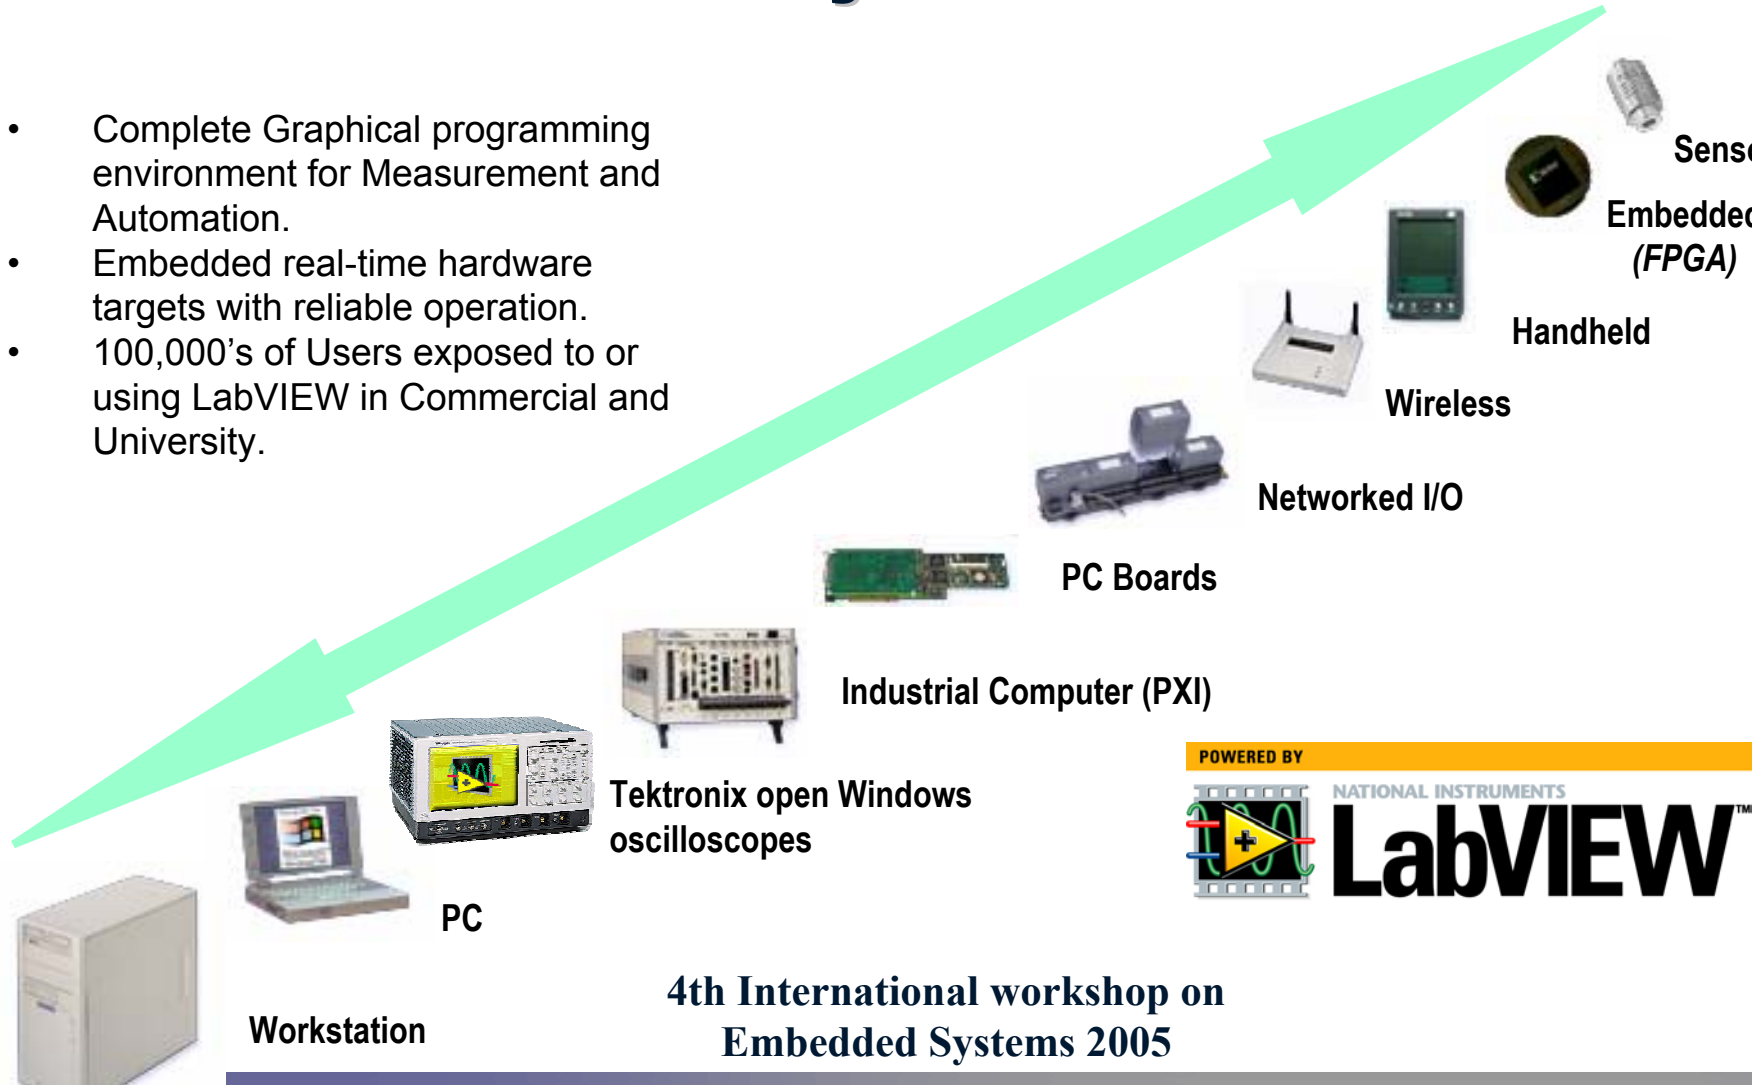 • Complete Graphical programming
environment for Measurement and
Automation.
• Embedded real-time hardware
targets with reliable operation.
• 100,000’s of Users exposed to or
using LabVIEW in Commercial and
University.
(FPGA)
Handheld
Wireless
Networked I/O
PC Boards
Industrial Computer (PXI)
Tektronix open Windows
oscilloscopes
PC
Workstation
POWERED BY
NATIONAL INSTRUMENTS
LabVIEW™
4th International workshop on
Embedded Systems 2005